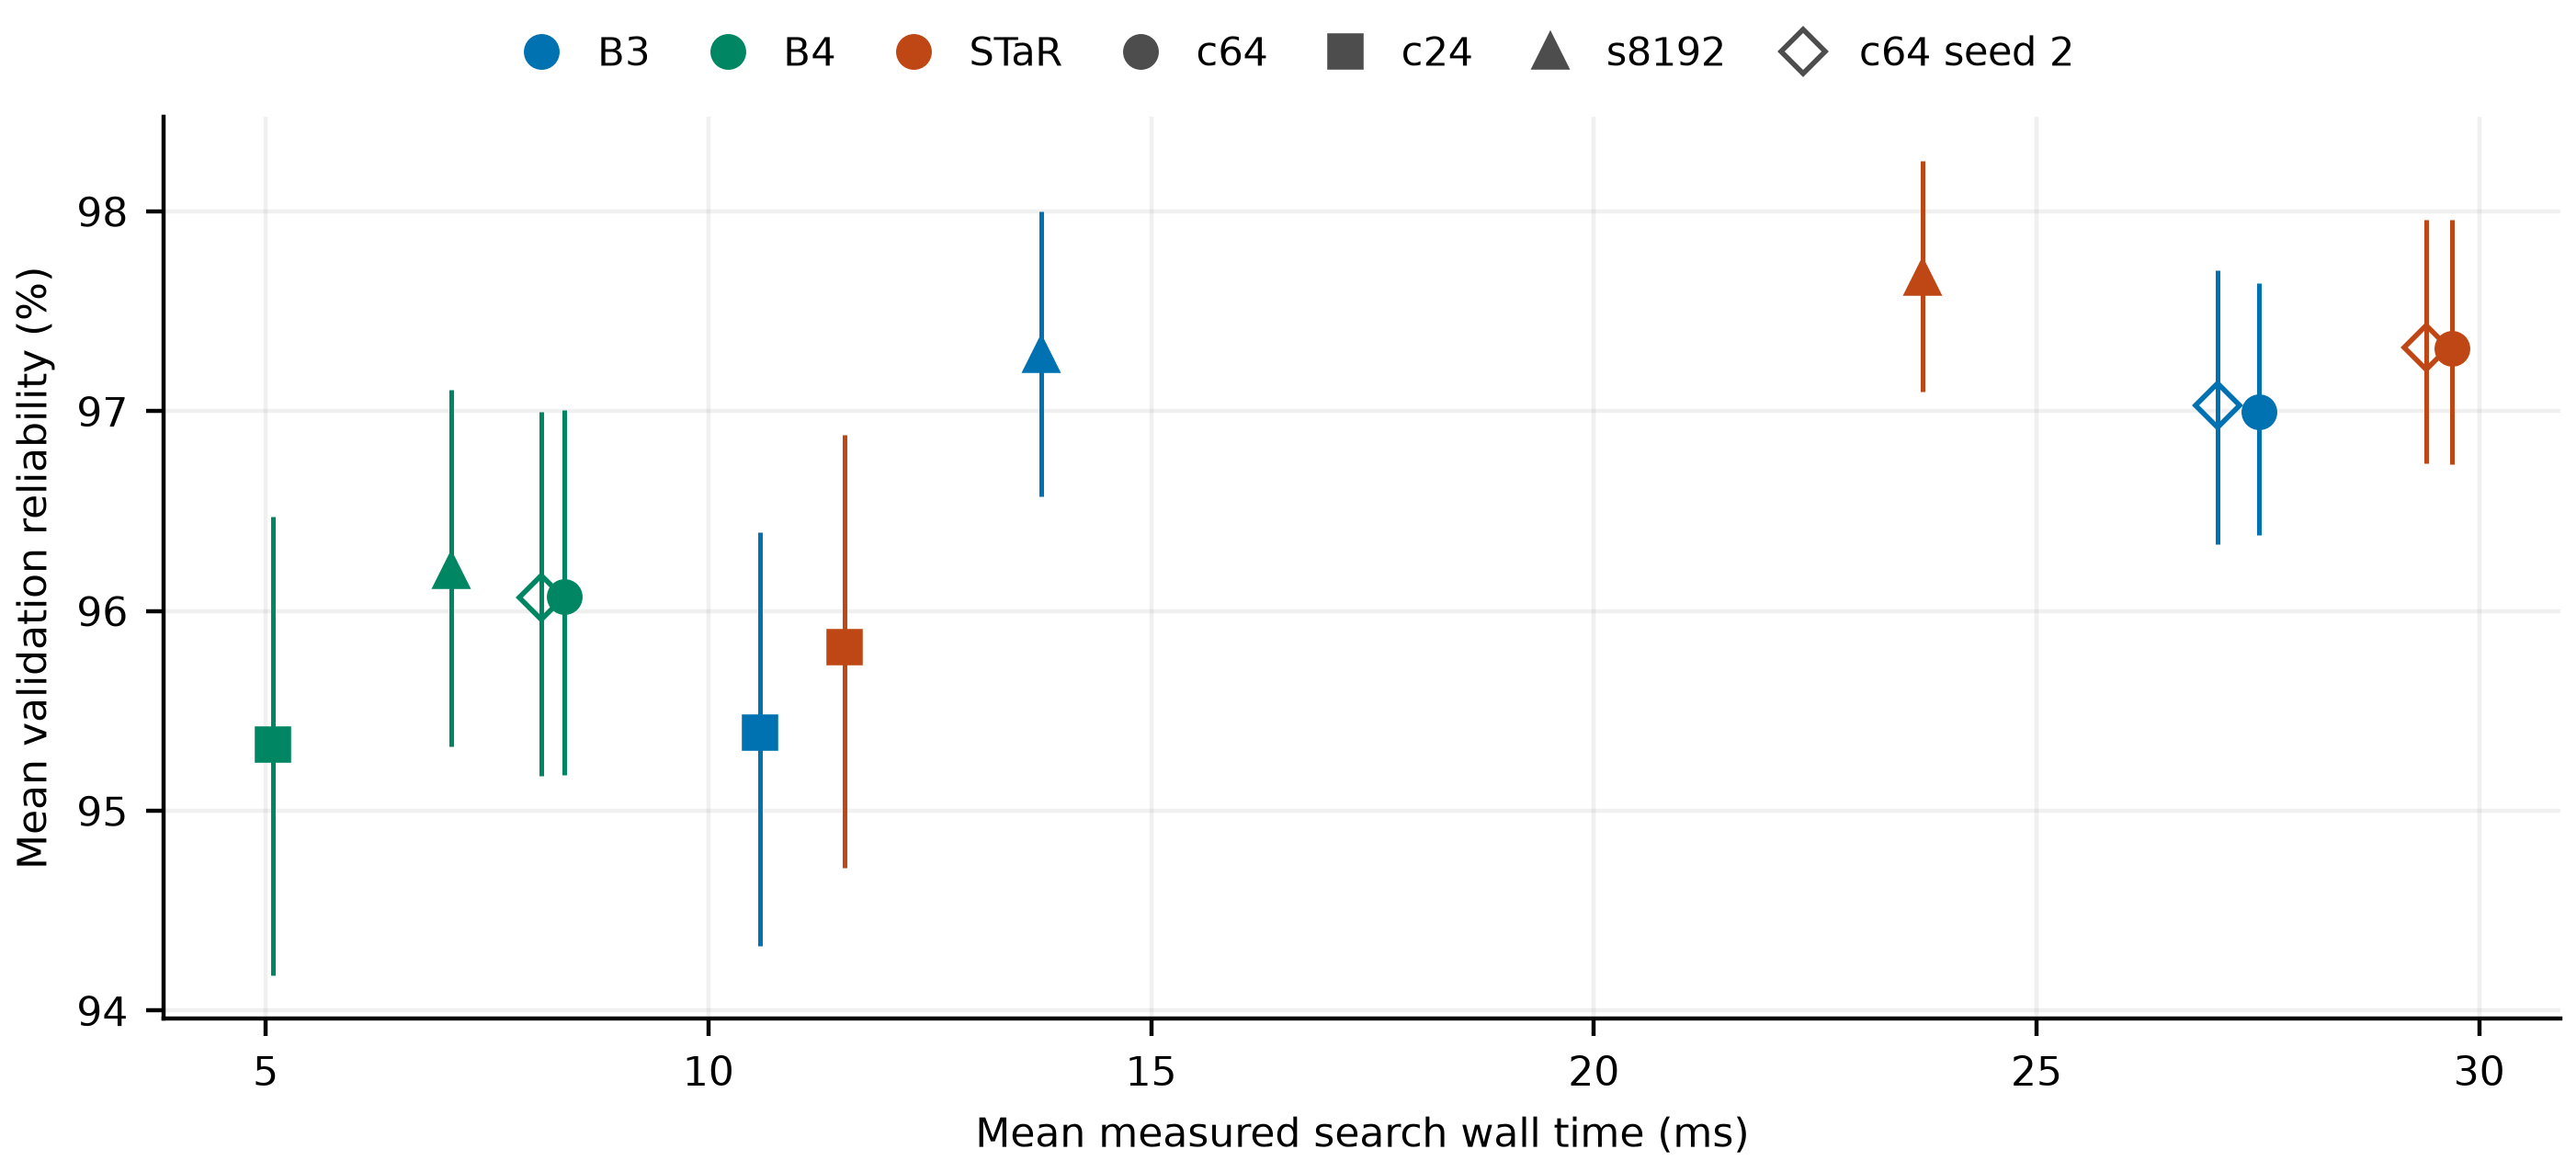 B3 B4 STaR c64 c24 s8192 c64 seed 2
Mean validation reliability (%)
98
97
96
95
94
5 10 15 20 25 30
Mean measured search wall time (ms)